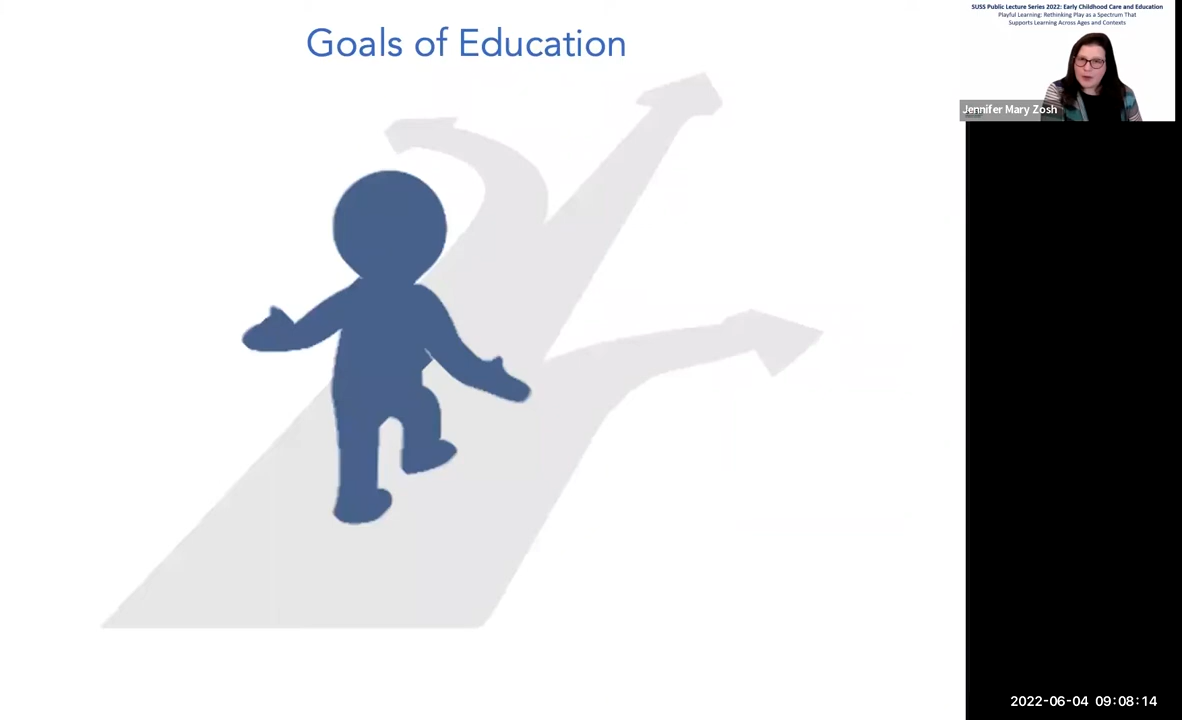 Goals of Education
SUSS Public Lecture Series 2022: Early Childhood Care and Education
Playful Learning: Rethinking Play as a Spectrum That
Supports Learning Across Ages and Contexts
Jennifer Mary Zosh
2022-06-04 09:08:14